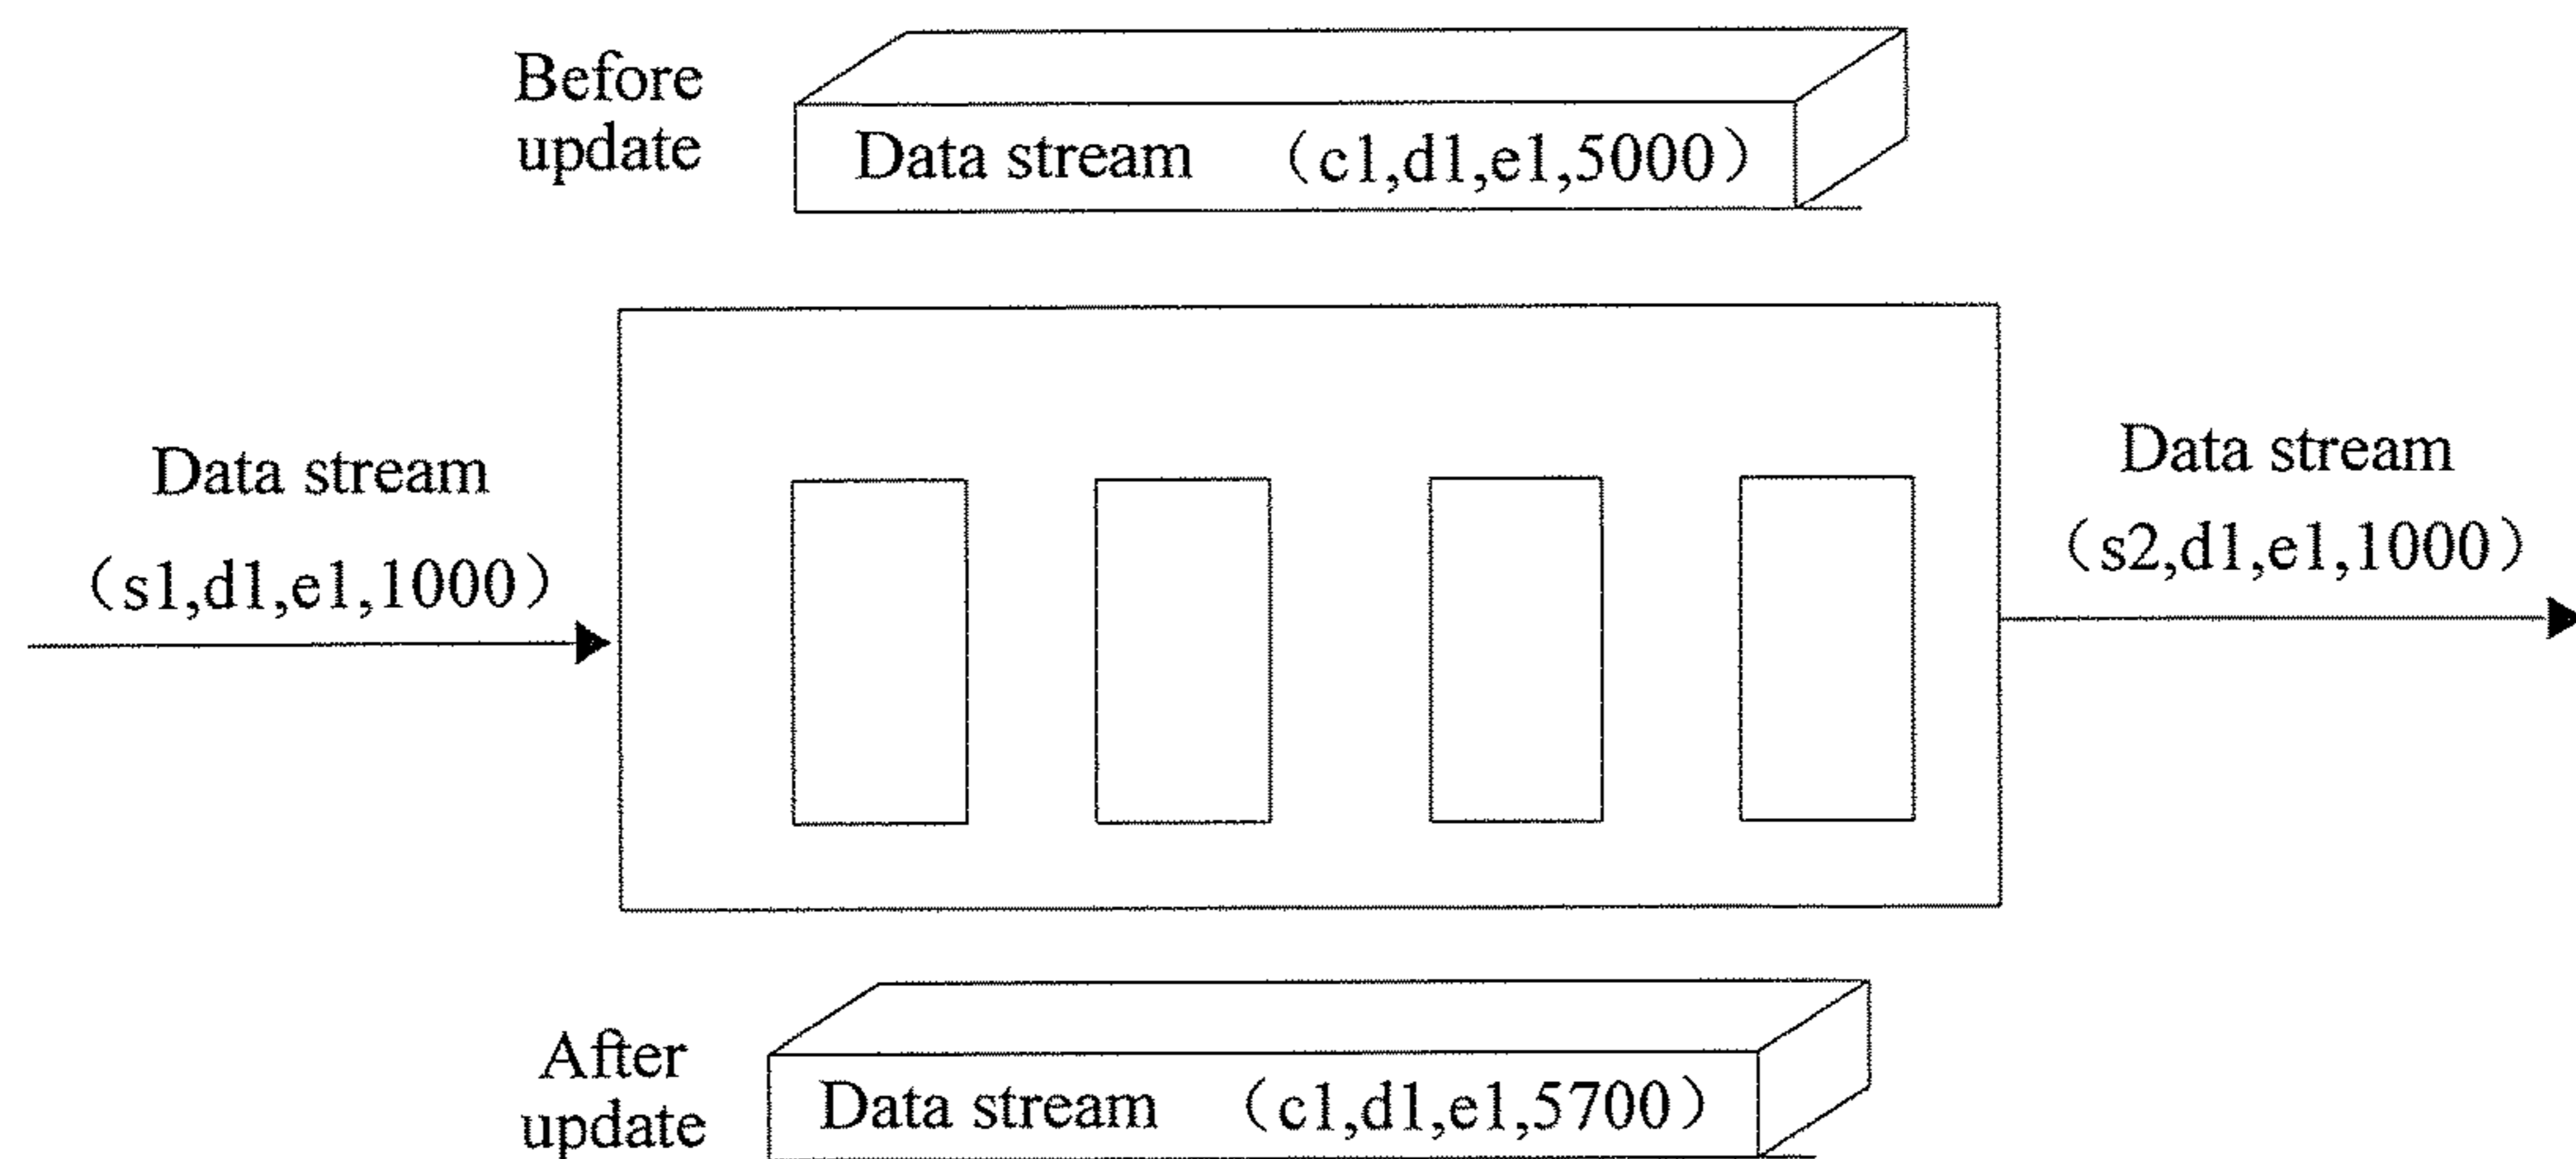 Before
update
Data stream （c1,d1,e1,5000）
Data stream
（s1,d1,e1,1000）
Data stream
（s2,d1,e1,1000）
After
update
Data stream （c1,d1,e1,5700）